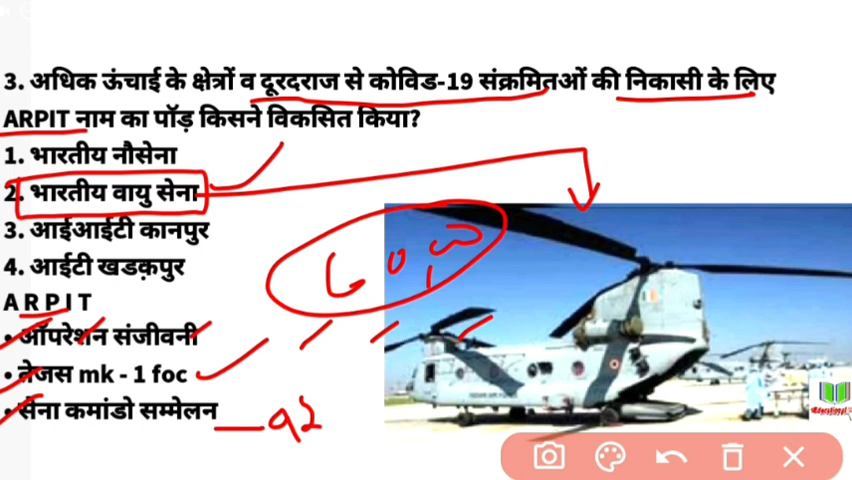 3. अधिक ऊंचाई के क्षेत्रों व दूरदराज से कोविड-19 संक्रमितओं की निकासी के लिए
ARPIT नाम का पॉड़ किसने विकसित किया?
1. भारतीय नौसेना
2. भारतीय वायु सेना
3. आईआईटी कानपुर
4. आईटी खडक़पुर
A R P I T
• ऑपरेशन संजीवनी
• तेजस mk - 1 foc
• सेना कमांडो सम्मेलन
Educational